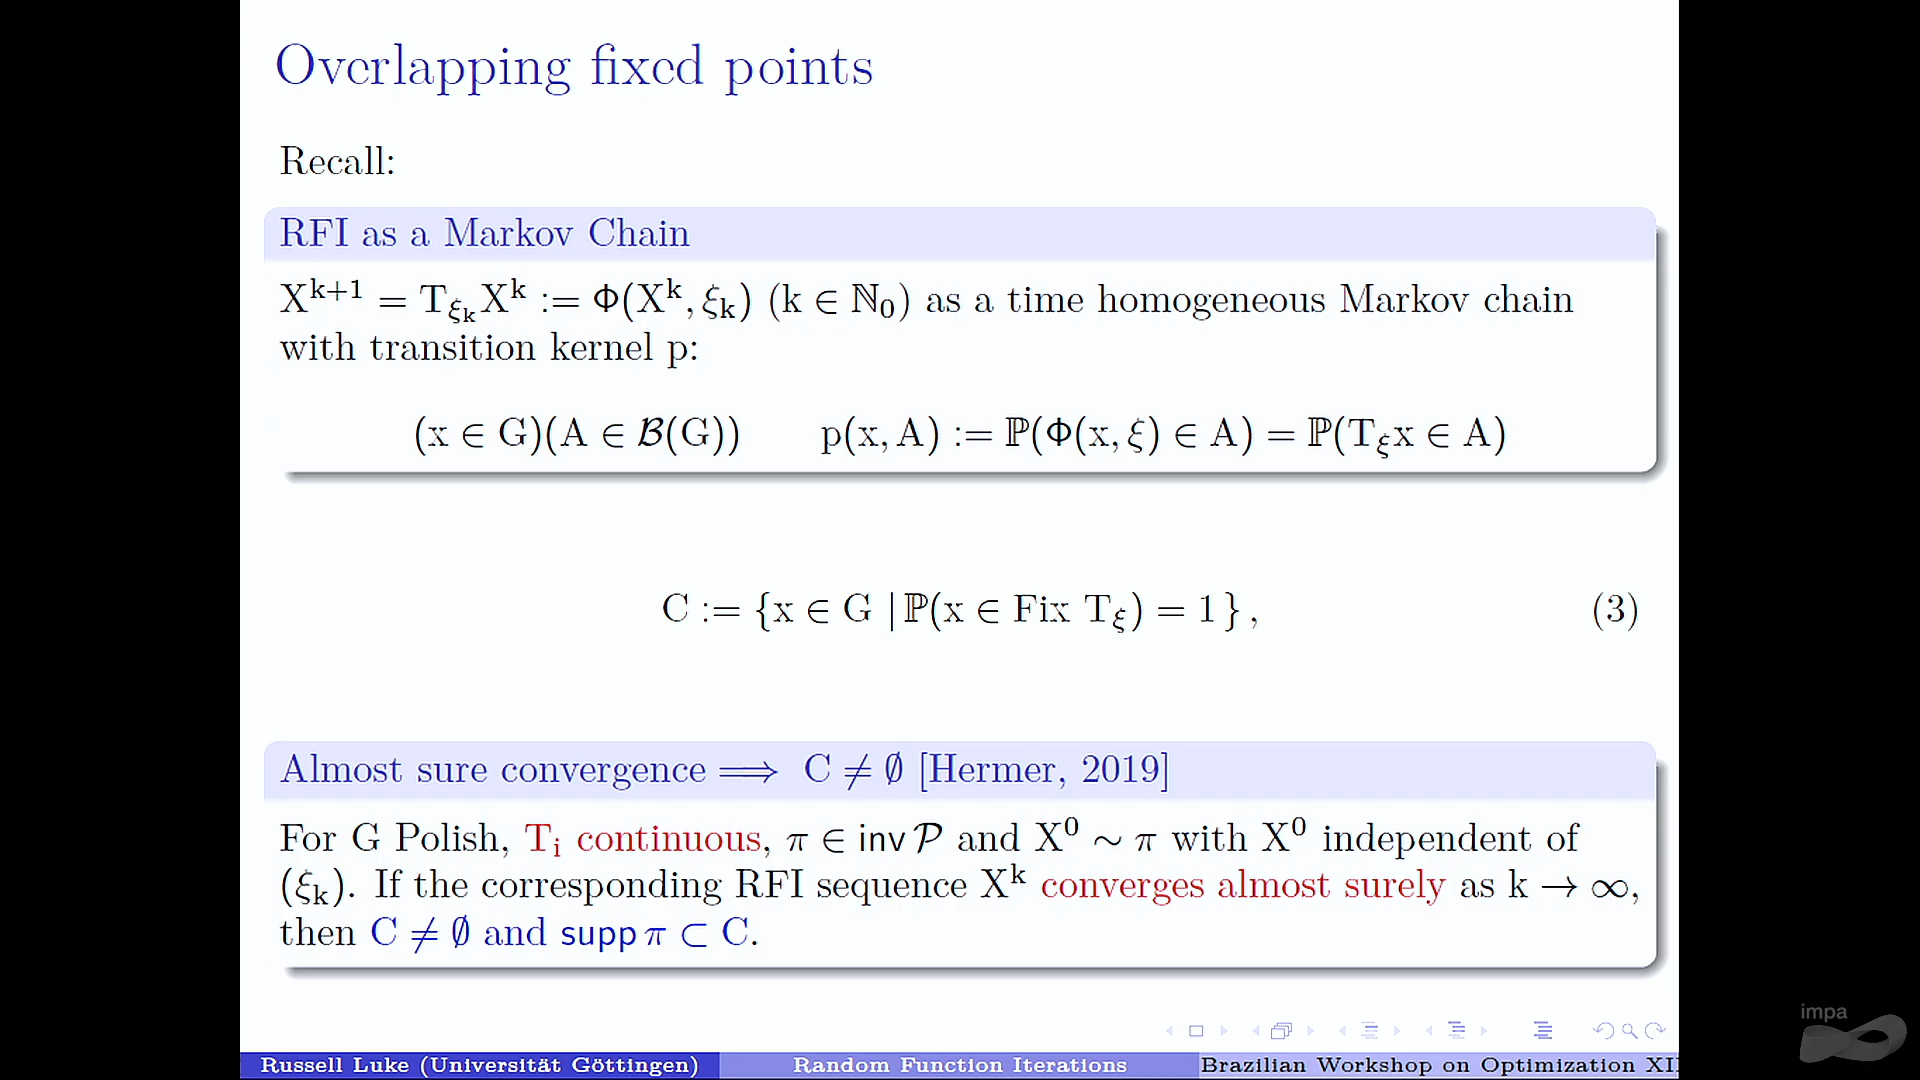 Overlapping fixed points
Recall:
RFI as a Markov Chain
X^{k+1} = T_{ξ_k} X^k := Φ(X^k, ξ_k) (k ∈ ℕ_0) as a time homogeneous Markov chain
with transition kernel p:
(x ∈ G)(A ∈ 𝓑(G)) p(x, A) := ℙ(Φ(x, ξ) ∈ A) = ℙ(T_ξ x ∈ A)
C := {x ∈ G | ℙ(x ∈ Fix T_ξ) = 1}, (3)
Almost sure convergence ⟹ C ≠ ∅ [Hermer, 2019]
For G Polish, T_i continuous, π ∈ inv 𝒫 and X^0 ∼ π with X^0 independent of
(ξ_k). If the corresponding RFI sequence X^k converges almost surely as k → ∞,
then C ≠ ∅ and supp π ⊂ C.
impa
Russell Luke (Universität Göttingen) Random Function Iterations Brazilian Workshop on Optimization XI